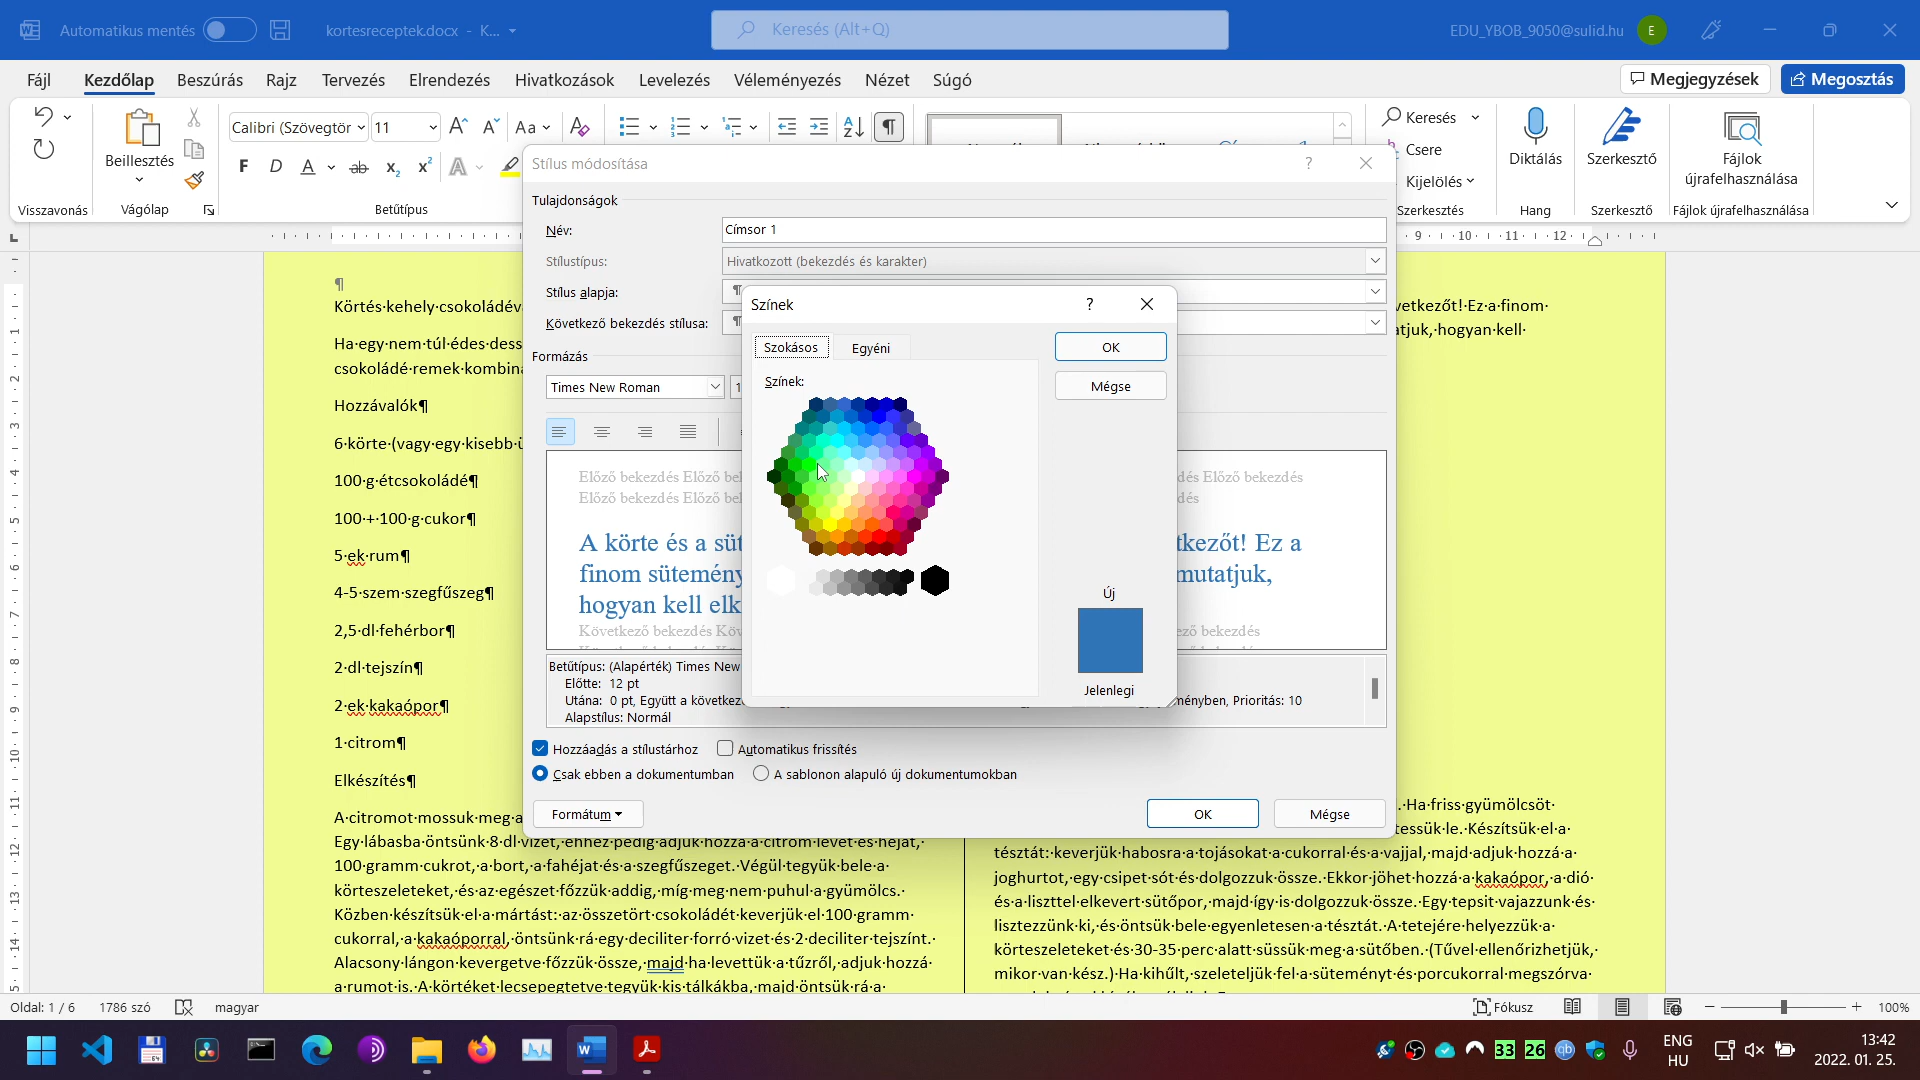 Automatikus mentés
kortesreceptek.docx - K...
Keresés (Alt+Q)
EDU_YBOB_9050@sulid.hu
E
Fájl Kezdőlap Beszúrás Rajz Tervezés Elrendezés Hivatkozások Levelezés Véleményezés Nézet Súgó
Megjegyzések
Megosztás
Visszavonás
Beillesztés
Vágólap
Calibri (Szövegtör
11
Betűtípus
Keresés
Csere
Kijelölés
Szerkesztés
Diktálás
Hang
Szerkesztő
Szerkesztő
Fájlok
újrafelhasználása
Fájlok újrafelhasználása
Stílus módosítása
Tulajdonságok
Név:
Címsor 1
Stílustípus:
Hivatkozott (bekezdés és karakter)
Stílus alapja:
Következő bekezdés stílusa:
Formázás
Times New Roman
Előző bekezdés Előző
Előző bekezdés Előző
Előző bekezdés
A körte és a
finom sütemény
hogyan kell
tkezőt! Ez a
mutatjuk,
Következő bekezdés
Betűtípus: (Alapérték) Times New
Előtte: 12 pt
Utána: 0 pt, Együtt a
Prioritás: 10
Alapstílus: Normál
Hozzáadás a stílustárhoz
Automatikus frissítés
Csak ebben a dokumentumban
A sablonon alapuló új dokumentumokban
Formátum
OK
Mégse
Színek
?
Szokásos
Egyéni
OK
Mégse
Színek:
Új
Jelenlegi
¶
Körtés·kehely·
Ha·egy·nem·túl·édes·
csokoládé·remek·
Hozzávalók¶
6·körte·(vagy·egy·kisebb·
100·g·étcsokoládé¶
100·+·100·g·cukor¶
5·ek·rum¶
4-5·szem·szegfűszeg¶
2,5·dl·fehérbor¶
2·dl·tejszín¶
2·ek·kakaópor¶
1·citrom¶
Elkészítés¶
A·citromot·mossuk·meg·
Egy·lábasba·öntsünk·8·dl·vizet,·ehhez·pedig·adjuk·hozzá·a·citrom·levét·és·héját,·
100·gramm·cukrot,·a·bort,·a·fahéjat·és·a·szegfűszeget.·Végül·tegyük·bele·a·
körteszeleteket,·és·az·egészet·főzzük·addig,·míg·meg·nem·puhul·a·gyümölcs.·
Közben·készítsük·el·a·mártást:·az·összetört·csokoládét·keverjük·el·100·gramm·
cukorral,·a·kakaóporral,·öntsünk·rá·egy·deciliter·forró·vizet·és·2·deciliter·tejszínt.·
Alacsony·lángon·kevergetve·főzzük·össze,·majd·ha·levettük·a·tűzről,·adjuk·hozzá·
a·rumot·is.·A·körtéket·lecsepegtetve·tegyük·kis·tálkákba,·majd·öntsük·rá·a·
Ez·a·finom·
hogyan·kell·
Ha·friss·gyümölcsöt·
Készítsük·el·a·
tésztát:·keverjük·habosra·a·tojásokat·a·cukorral·és·a·vajjal,·majd·adjuk·hozzá·a·
joghurtot,·egy·csipet·sót·és·dolgozzuk·össze.·Ekkor·jöhet·hozzá·a·kakaópor,·a·dió·
és·a·liszttel·elkevert·sütőpor,·majd·így·is·dolgozzuk·össze.·Egy·tepsit·vajazzunk·és·
lisztezzünk·ki,·és·öntsük·bele·egyenletesen·a·tésztát.·A·tetejére·helyezzük·a·
körteszeleteket·és·30-35·perc·alatt·süssük·meg·a·sütőben.·(Tűvel·ellenőrizhetjük,·
mikor·van·kész.)·Ha·kihűlt,·szeleteljük·fel·a·süteményt·és·porcukorral·megszórva·
Oldal: 1 / 6 1786 szó magyar
Fókusz
100%
33
26
ENG
HU
13:42
2022. 01. 25.